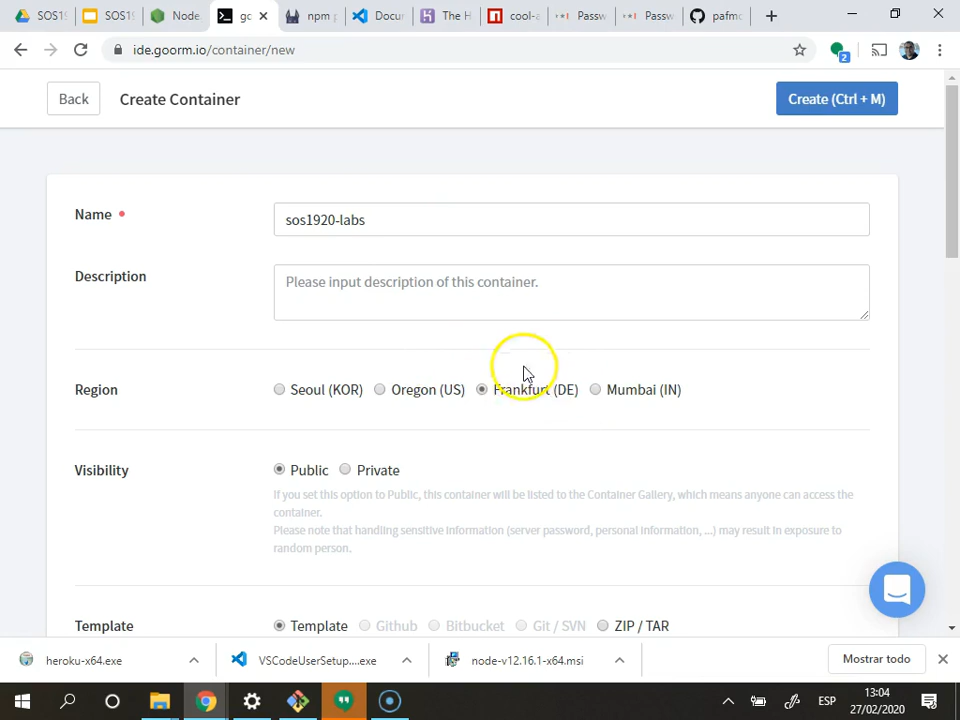 SOS19
SOS19
Node.
gc
npm p
Docur
The H
cool-a
Passw
Passw
pafmc
ide.goorm.io/container/new
2
Back
Create Container
Create (Ctrl + M)
Name
sos1920-labs
Description
Please input description of this container.
Region
Seoul (KOR) Oregon (US) Frankfurt (DE) Mumbai (IN)
Visibility
Public Private
If you set this option to Public, this container will be listed to the Container Gallery, which means anyone can access the
container.
Please note that handling sensitive information (server password, personal information, ...) may result in exposure to
random person.
Template
Template Github Bitbucket Git / SVN ZIP / TAR
heroku-x64.exe
VSCodeUserSetup....exe
node-v12.16.1-x64.msi
Mostrar todo
ESP
13:04
27/02/2020